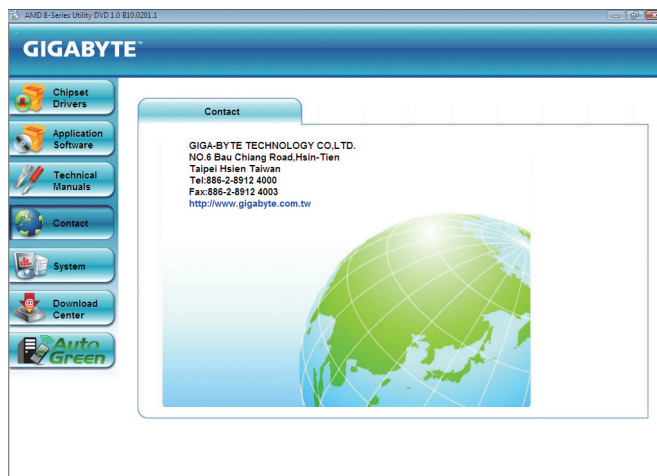 AMD 8-Series Utility DVD 1.0 B10.0201.1
GIGABYTE™
Chipset
Drivers
Application
Software
Technical
Manuals
Contact
System
Download
Center
Auto
Green
Contact
GIGA-BYTE TECHNOLOGY CO,LTD.
NO.6 Bau Chiang Road,Hsin-Tien
Taipei Hsien Taiwan
Tel:886-2-8912 4000
Fax:886-2-8912 4003
http://www.gigabyte.com.tw